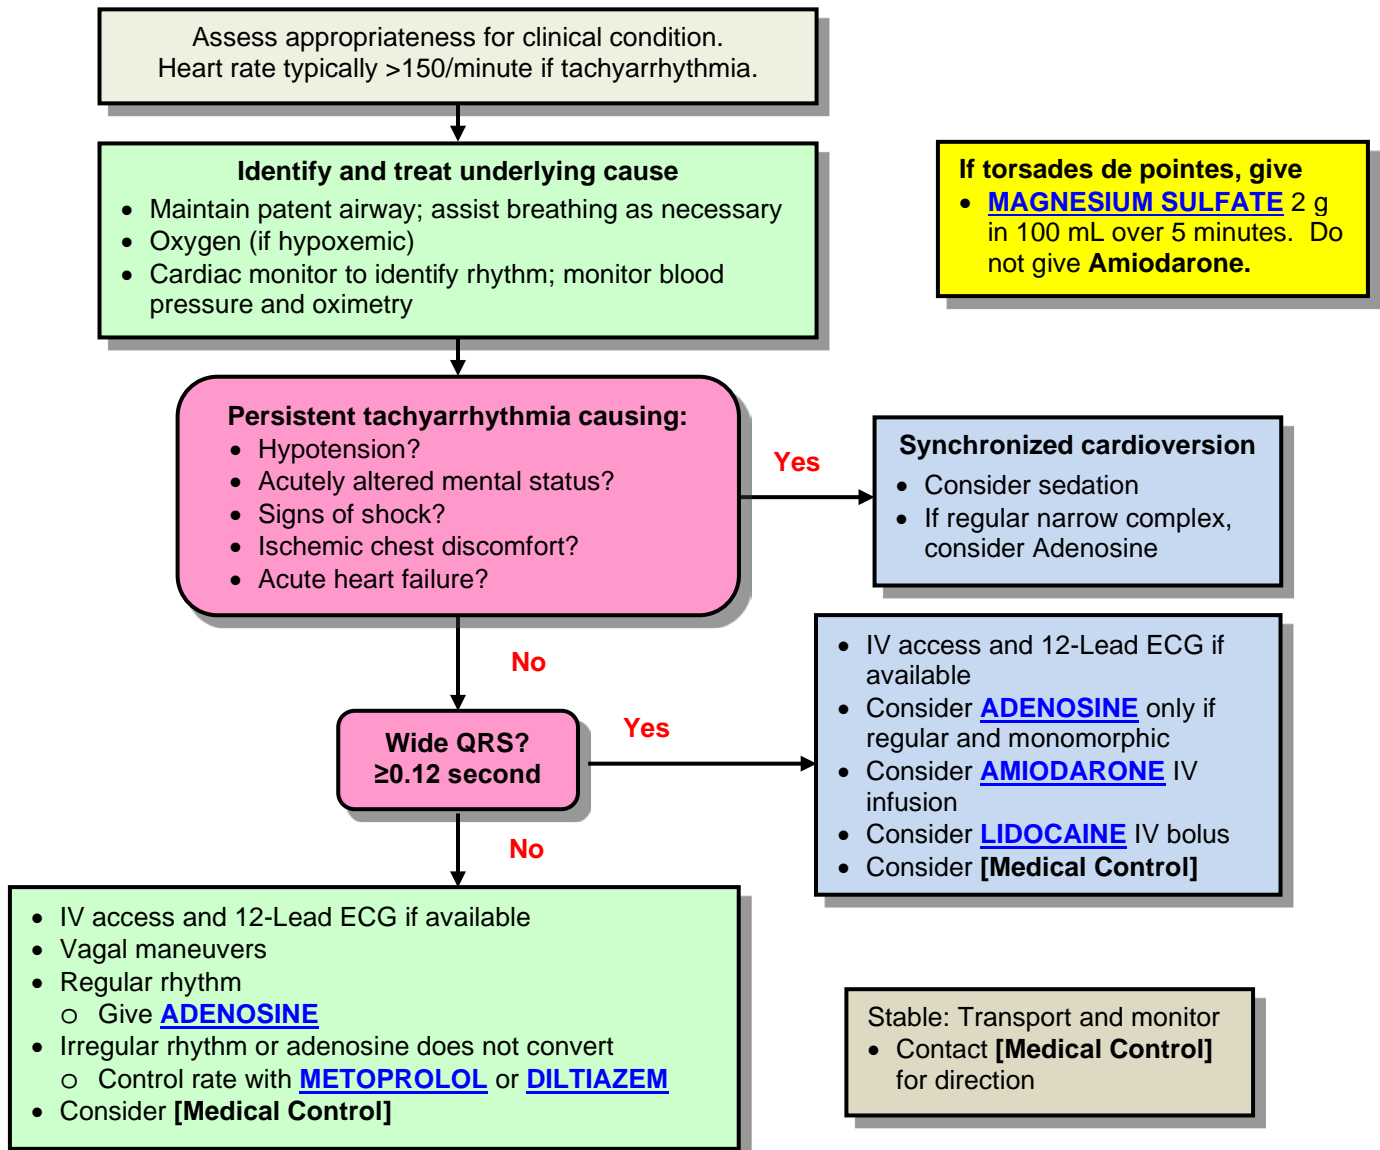 Assess appropriateness for clinical condition.
Heart rate typically >150/minute if tachyarrhythmia.
Identify and treat underlying cause
• Maintain patent airway; assist breathing as necessary
• Oxygen (if hypoxemic)
• Cardiac monitor to identify rhythm; monitor blood
pressure and oximetry
If torsades de pointes, give
• MAGNESIUM SULFATE 2 g
in 100 mL over 5 minutes. Do
not give Amiodarone.
Persistent tachyarrhythmia causing:
• Hypotension?
• Acutely altered mental status?
• Signs of shock?
• Ischemic chest discomfort?
• Acute heart failure?
Yes
Synchronized cardioversion
• Consider sedation
• If regular narrow complex,
consider Adenosine
No
Wide QRS?
≥0.12 second
Yes
• IV access and 12-Lead ECG if
available
• Consider ADENOSINE only if
regular and monomorphic
• Consider AMIODARONE IV
infusion
• Consider LIDOCAINE IV bolus
• Consider [Medical Control]
No
• IV access and 12-Lead ECG if available
• Vagal maneuvers
• Regular rhythm
o Give ADENOSINE
• Irregular rhythm or adenosine does not convert
o Control rate with METOPROLOL or DILTIAZEM
• Consider [Medical Control]
Stable: Transport and monitor
• Contact [Medical Control]
for direction